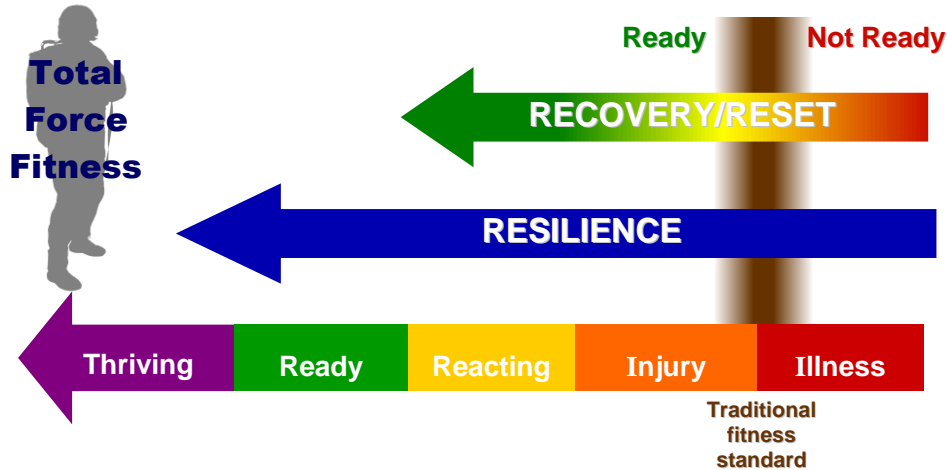 Ready
Not Ready
Total
Force
Fitness
RECOVERY/RESET
RESILIENCE
Thriving
Ready
Reacting
Injury
Illness
Traditional
fitness
standard